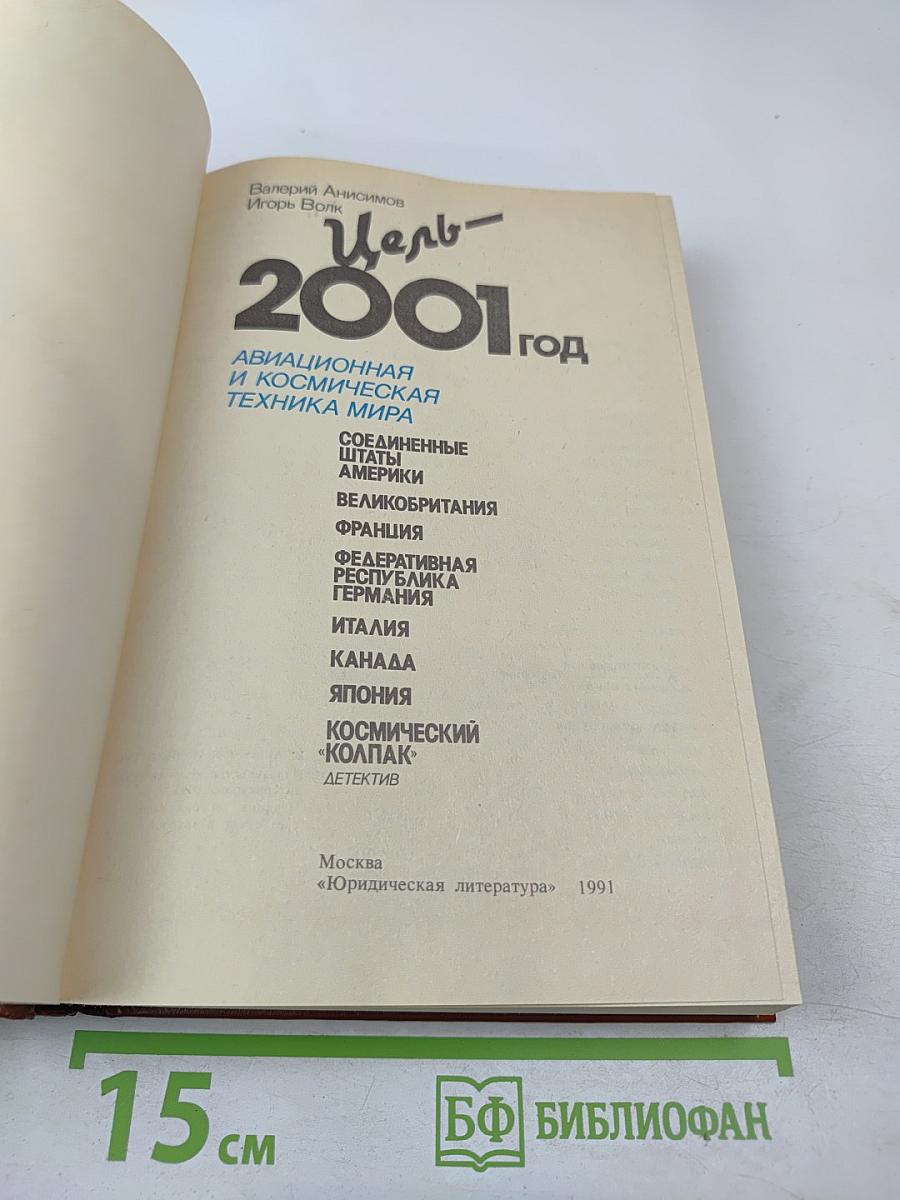 Валерий Анисимов
Игорь Волк
Цель—
2001 год
АВИАЦИОННАЯ
И КОСМИЧЕСКАЯ
ТЕХНИКА МИРА
СОЕДИНЕННЫЕ
ШТАТЫ
АМЕРИКИ
ВЕЛИКОБРИТАНИЯ
ФРАНЦИЯ
ФЕДЕРАТИВНАЯ
РЕСПУБЛИКА
ГЕРМАНИЯ
ИТАЛИЯ
КАНАДА
ЯПОНИЯ
КОСМИЧЕСКИЙ
«КОЛПАК»
ДЕТЕКТИВ
Москва
«Юридическая литература» 1991
15 см
БФ БИБЛИОФАН